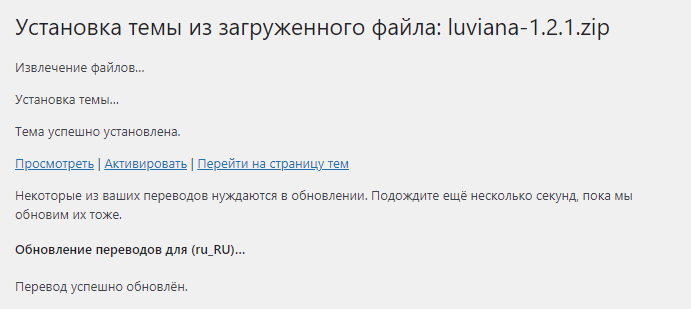 Установка темы из загруженного файла: luviana-1.2.1.zip
Извлечение файлов…
Установка темы…
Тема успешно установлена.
Просмотреть | Активировать | Перейти на страницу тем
Некоторые из ваших переводов нуждаются в обновлении. Подождите ещё несколько секунд, пока мы
обновим их тоже.
Обновление переводов для (ru_RU)…
Перевод успешно обновлён.